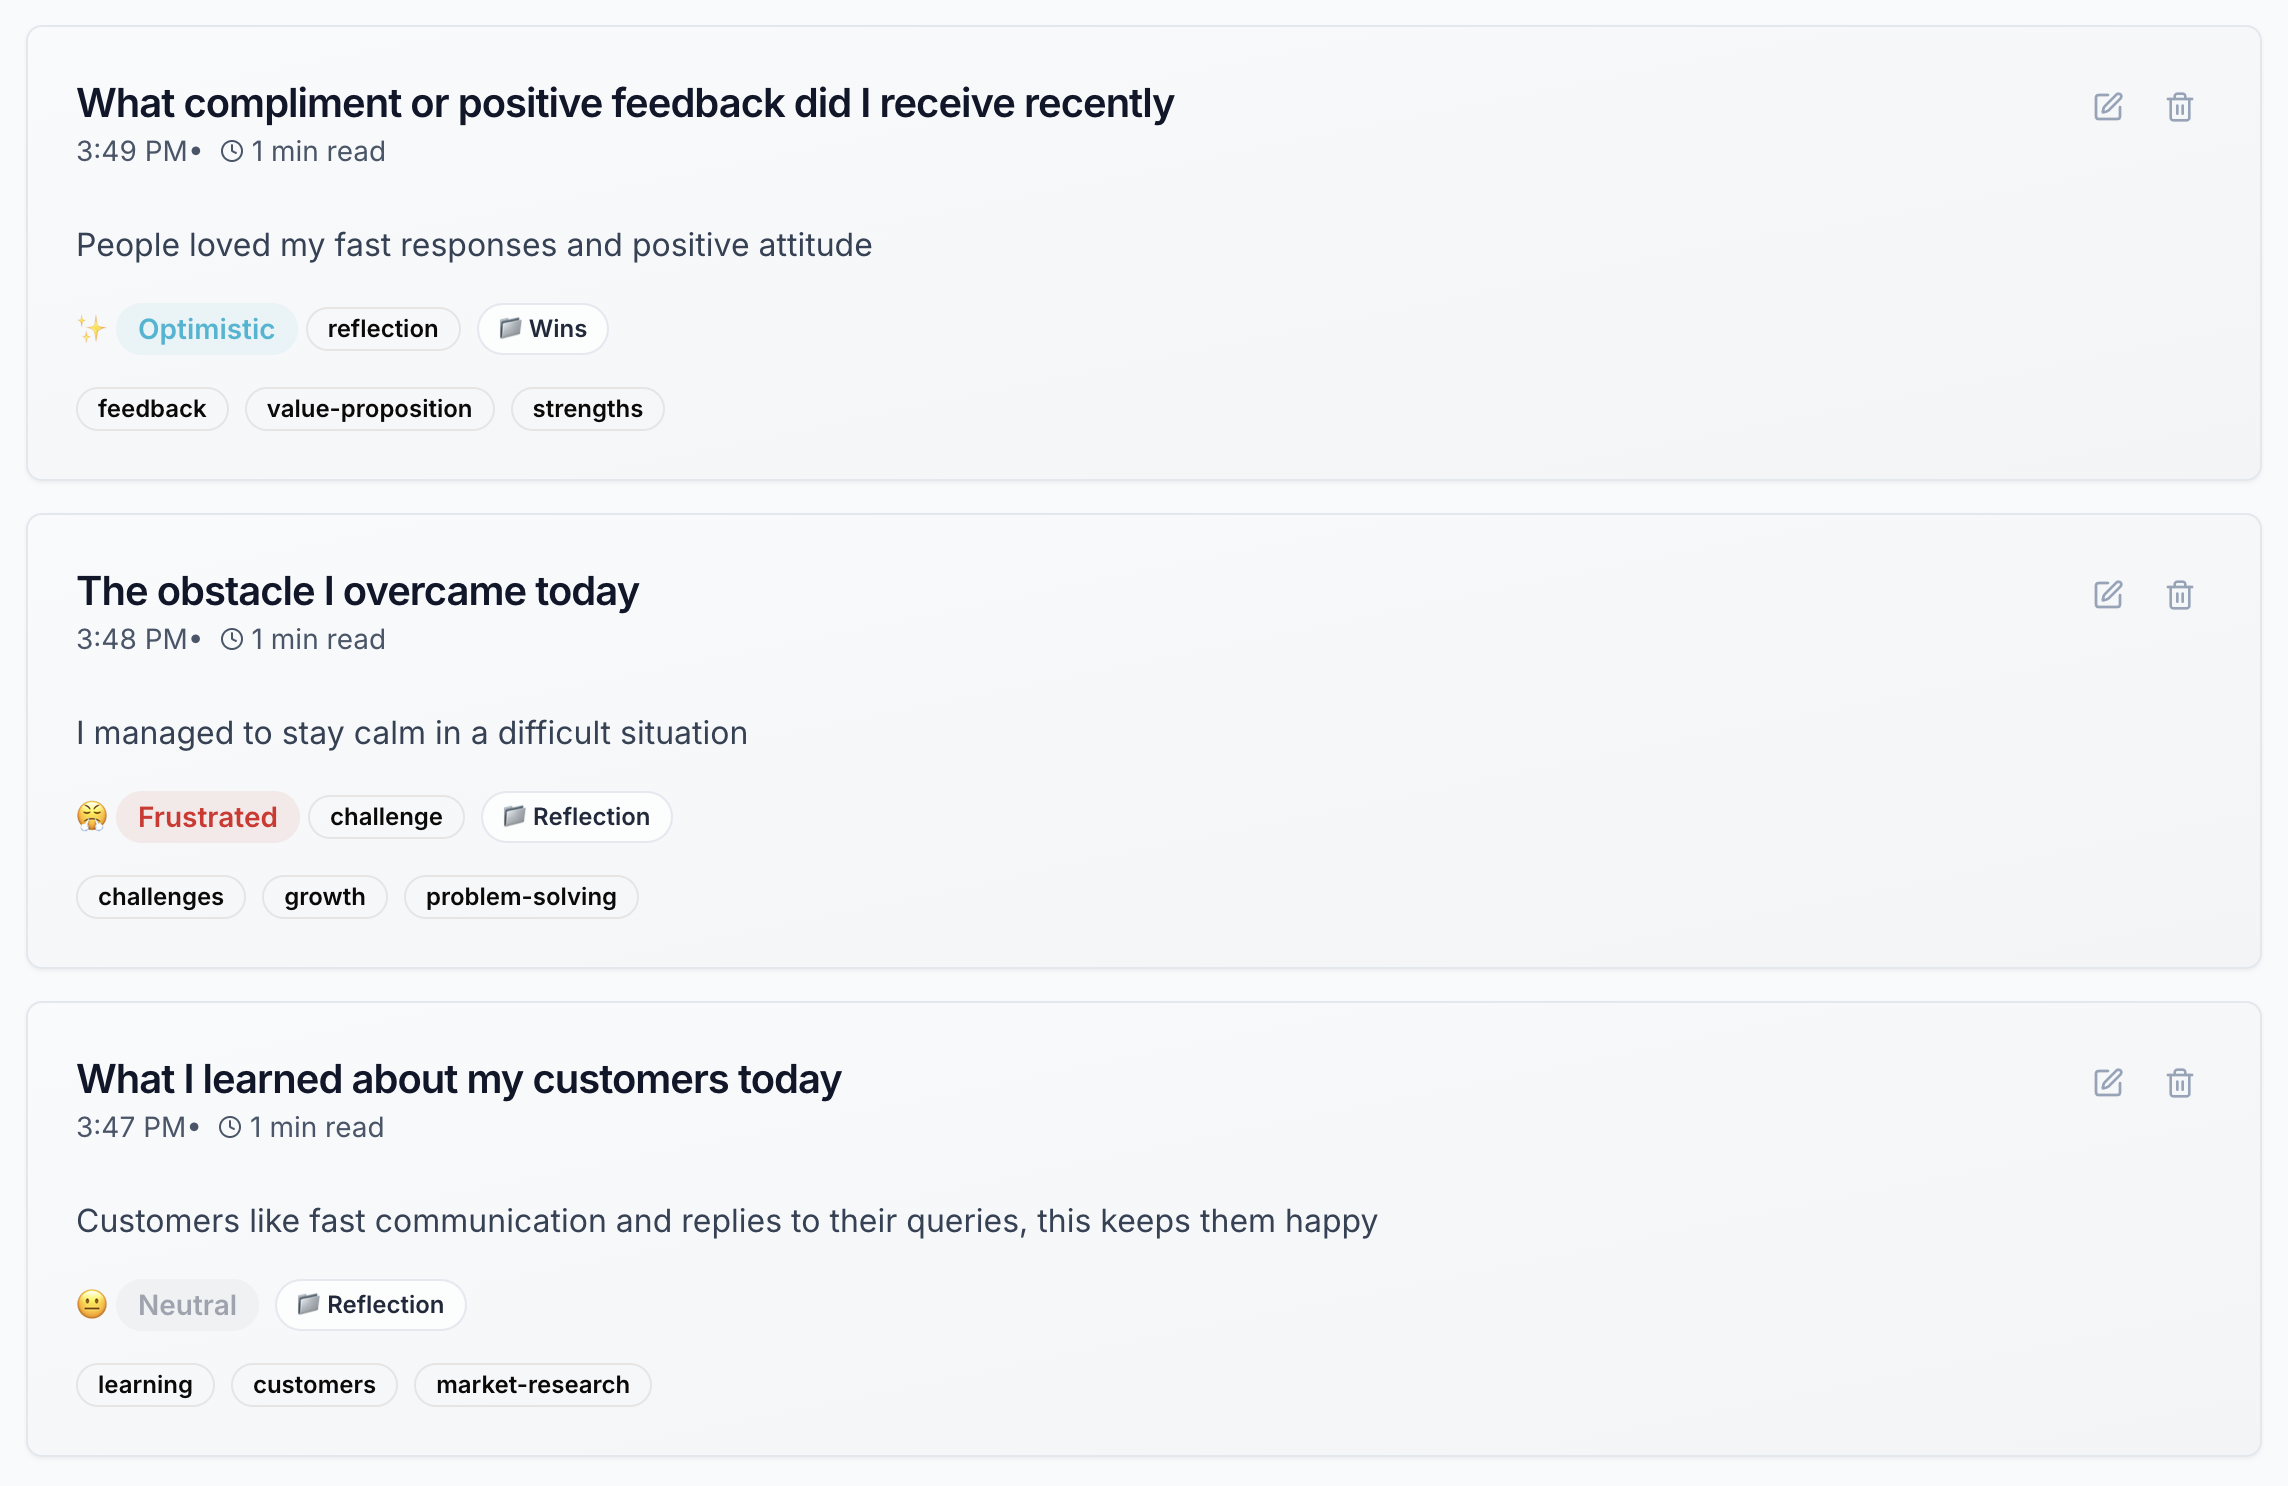 What compliment or positive feedback did I receive recently
3:49 PM• 1 min read
People loved my fast responses and positive attitude
✨ Optimistic reflection 📁 Wins
feedback value-proposition strengths
The obstacle I overcame today
3:48 PM• 1 min read
I managed to stay calm in a difficult situation
😤 Frustrated challenge 📁 Reflection
challenges growth problem-solving
What I learned about my customers today
3:47 PM• 1 min read
Customers like fast communication and replies to their queries, this keeps them happy
😐 Neutral 📁 Reflection
learning customers market-research